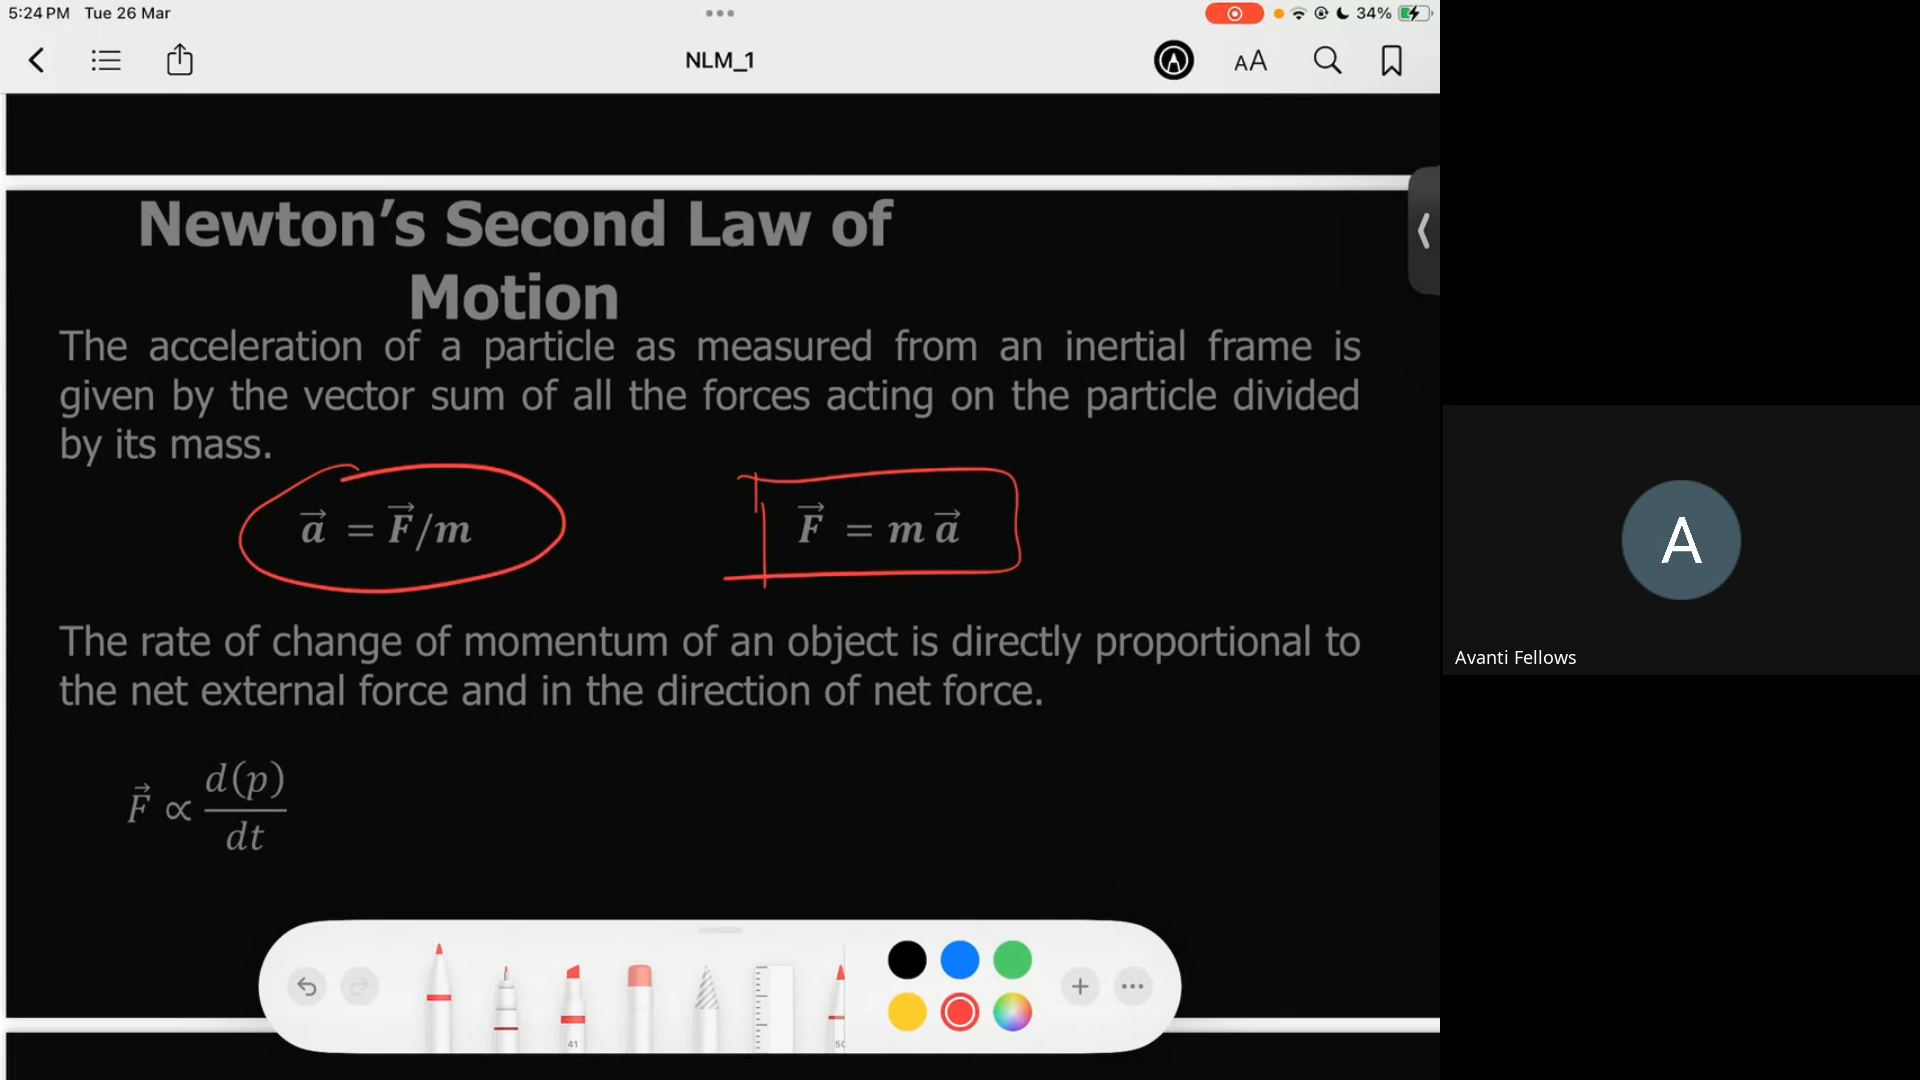 5:24 PM Tue 26 Mar
34%
NLM_1
AA
Newton’s Second Law of
Motion
The acceleration of a particle as measured from an inertial frame is
given by the vector sum of all the forces acting on the particle divided
by its mass.
a⃗ = F⃗/m
F⃗ = m a⃗
The rate of change of momentum of an object is directly proportional to
the net external force and in the direction of net force.
F⃗ ∝ d(p)/dt
41
50
A
Avanti Fellows